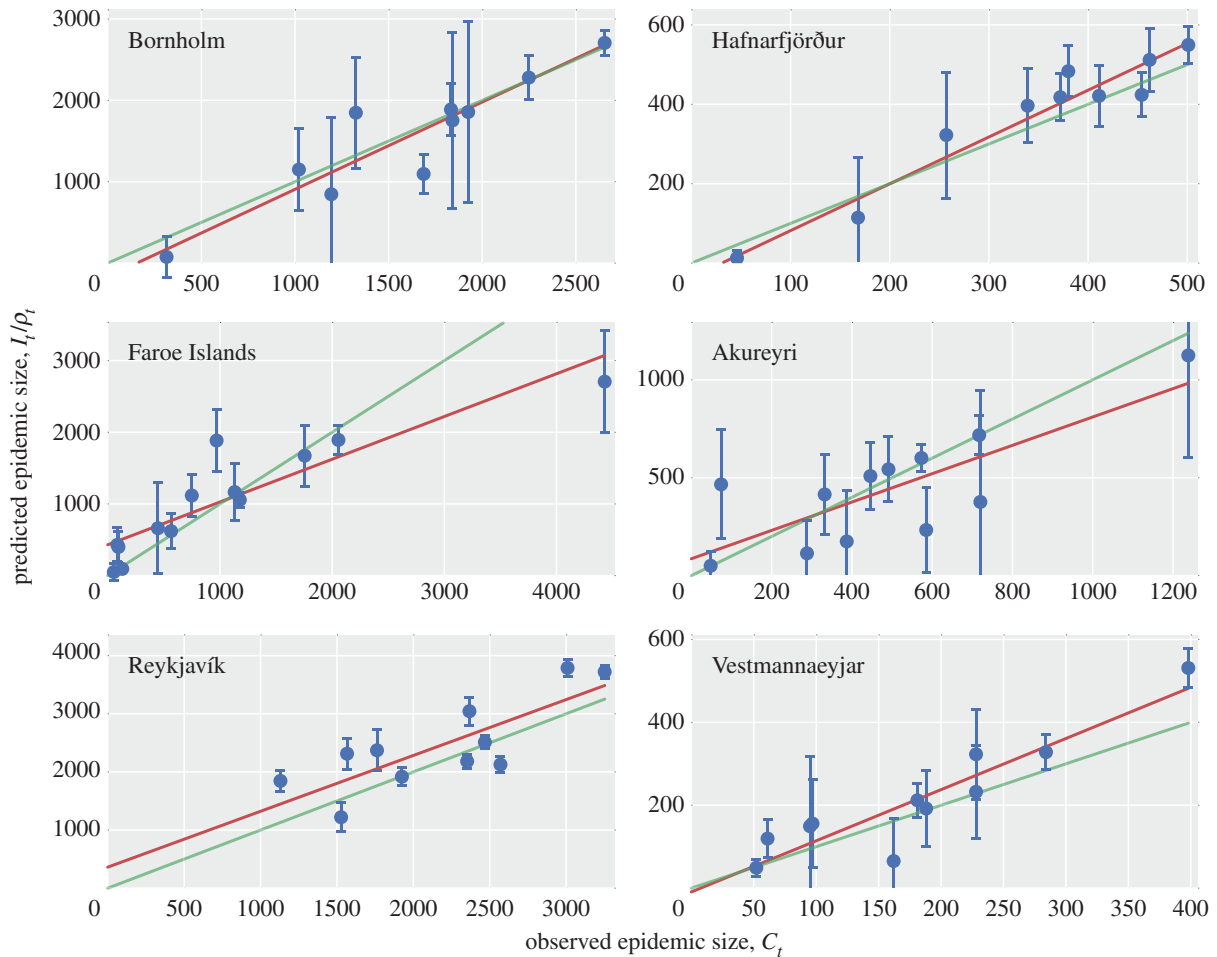 predicted epidemic size, I_t/ρ_t
Bornholm
3000
2000
1000
0 500 1000 1500 2000 2500
Hafnarfjörður
600
400
200
0 100 200 300 400 500
Faroe Islands
3000
2000
1000
0 1000 2000 3000 4000
Akureyri
1000
500
0 200 400 600 800 1000 1200
Reykjavík
4000
3000
2000
1000
0 500 1000 1500 2000 2500 3000
Vestmannaeyjar
600
400
200
0 50 100 150 200 250 300 350 400
observed epidemic size, C_t